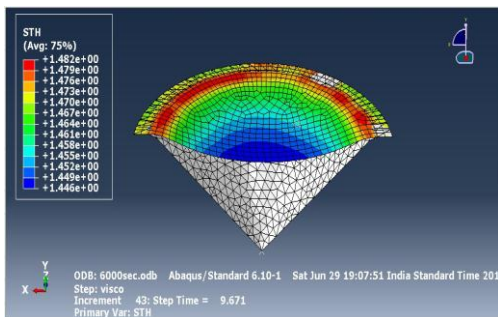 STH
(Avg: 75%)
+1.482e+00
+1.479e+00
+1.476e+00
+1.473e+00
+1.470e+00
+1.467e+00
+1.464e+00
+1.461e+00
+1.458e+00
+1.455e+00
+1.452e+00
+1.449e+00
+1.446e+00
Y
Z
X
ODB: 6000sec.odb Abaqus/Standard 6.10-1 Sat Jun 29 19:07:51 India Standard Time 201
Step: visco
Increment 43: Step Time = 9.671
Primary Var: STH